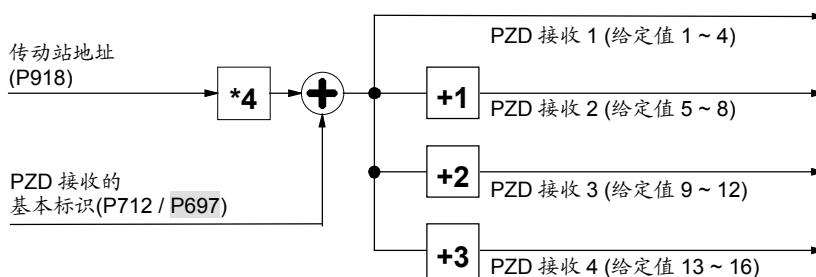 PZD 接收 1 (给定值 1 ~ 4)
传动站地址
(P918)
*4
+1
PZD 接收 2 (给定值 5 ~ 8)
+2
PZD 接收的
基本标识(P712 / P697)
PZD 接收 3 (给定值 9 ~ 12)
+3
PZD 接收 4 (给定值 13 ~ 16)